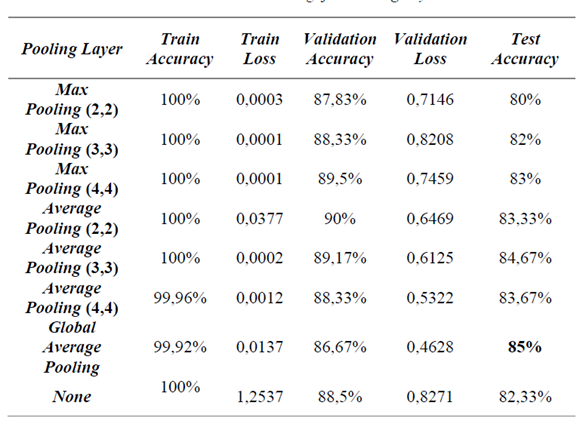 Pooling Layer Train Accuracy Train Loss Validation Accuracy Validation Loss Test Accuracy
Max Pooling (2,2) 100% 0,0003 87,83% 0,7146 80%
Max Pooling (3,3) 100% 0,0001 88,33% 0,8208 82%
Max Pooling (4,4) 100% 0,0001 89,5% 0,7459 83%
Average Pooling (2,2) 100% 0,0377 90% 0,6469 83,33%
Average Pooling (3,3) 100% 0,0002 89,17% 0,6125 84,67%
Average Pooling (4,4) 99,96% 0,0012 88,33% 0,5322 83,67%
Global Average Pooling 99,92% 0,0137 86,67% 0,4628 85%
None 100% 1,2537 88,5% 0,8271 82,33%